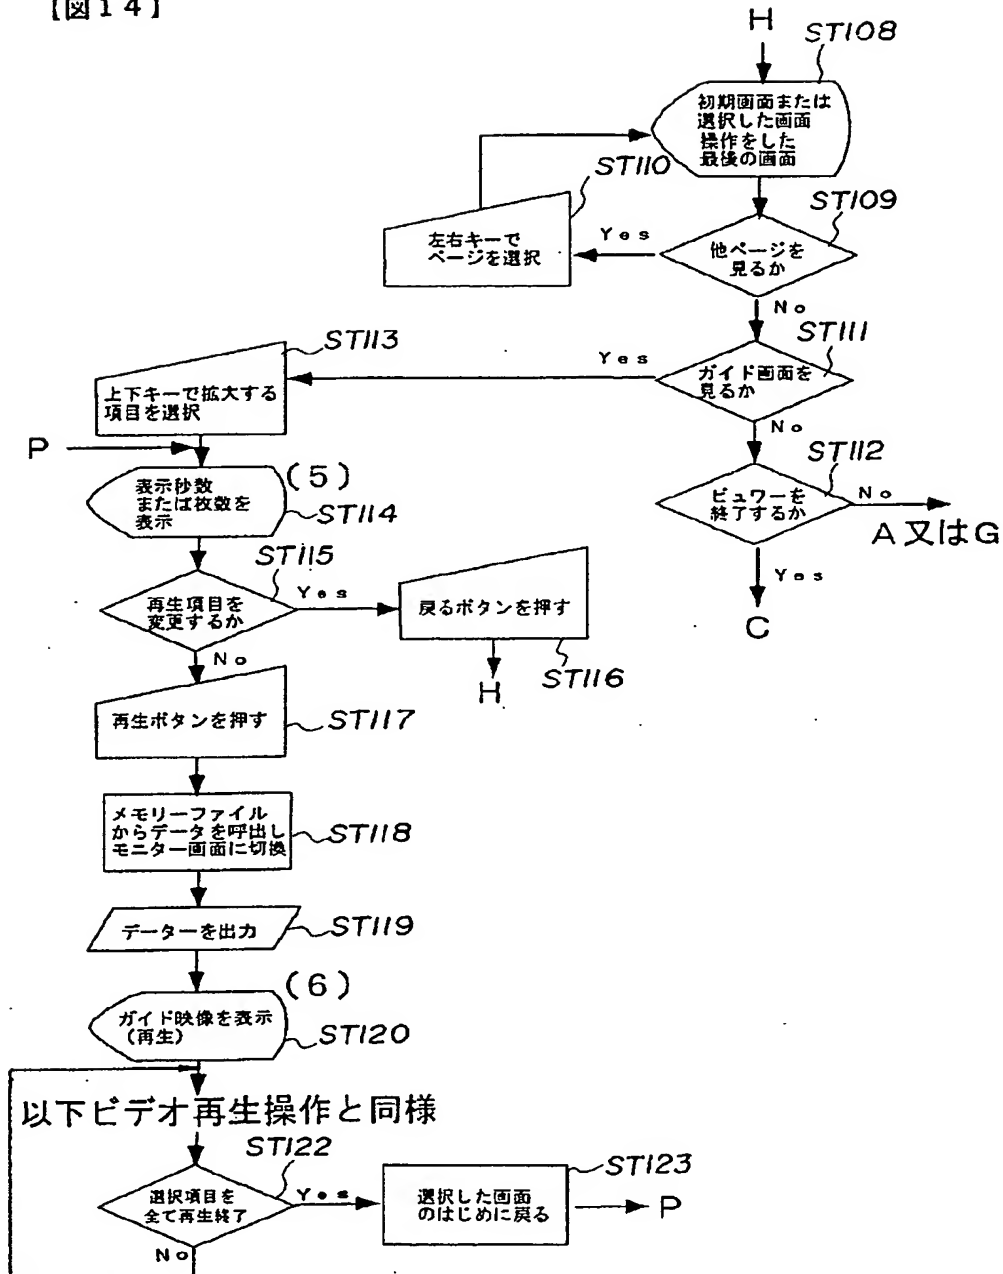 【図14】
H
ST108
初期画面または
選択した画面
操作をした
最後の画面
ST110
ST109
左右キーで
ページを選択
Yes
他ページを
見るか
No
ST113
ST111
Yes
ガイド画面を
見るか
上下キーで拡大する
項目を選択
No
P
ST112
(5)
表示秒数
または枚数を
表示
ST114
ビュワーを
終了するか
No
A又はG
ST115
Yes
再生項目を
変更するか
Yes
戻るボタンを押す
C
No
H
ST116
再生ボタンを押す
ST117
メモリーファイル
からデータを呼出し
モニター画面に切換
ST118
データーを出力
ST119
(6)
ガイド映像を表示
(再生)
ST120
以下ビデオ再生操作と同様
ST122
ST123
選択項目を
全て再生終了
Yes
選択した画面
のはじめに戻る
P
No